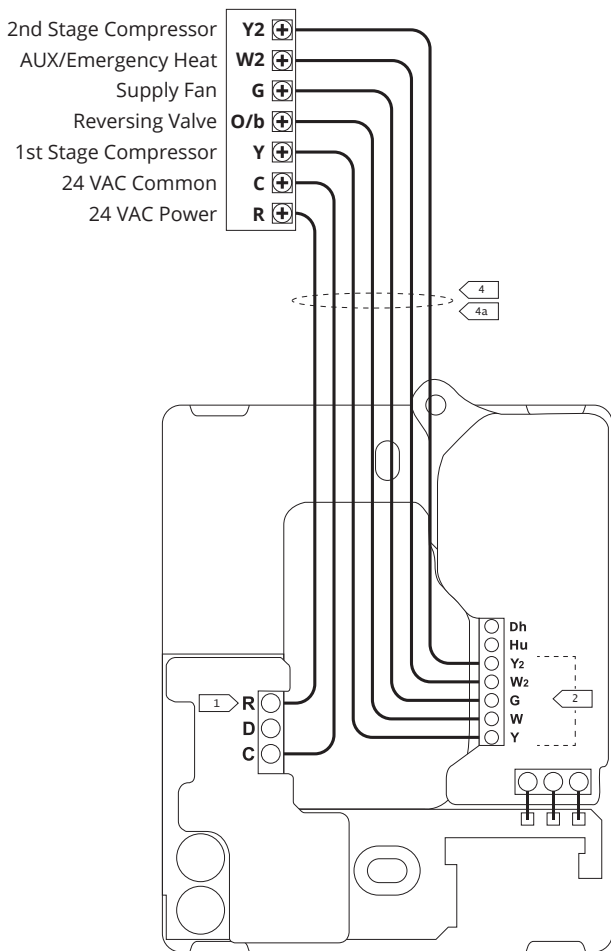 2nd Stage Compressor Y2
AUX/Emergency Heat W2
Supply Fan G
Reversing Valve O/b
1st Stage Compressor Y
24 VAC Common C
24 VAC Power R
4
4a
Dh
Hu
Y2
W2
G
W
Y
2
1
R
D
C